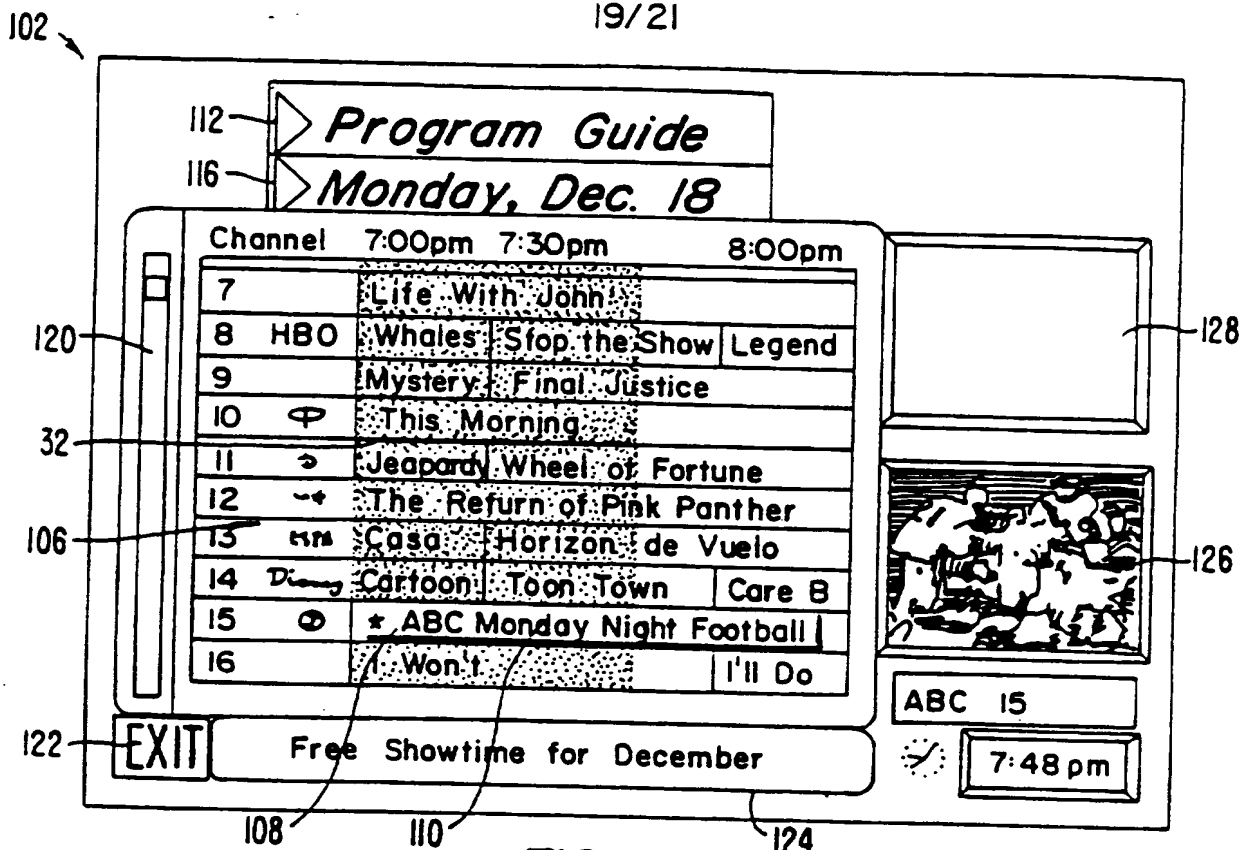 19/21
102
112 Program Guide
116 Monday, Dec. 18
Channel 7:00pm 7:30pm 8:00pm
7 Life With John
8 HBO Whales Stop the Show Legend
120
128
9 Mystery Final Justice
10 This Morning
32
11 Jeapardy Wheel of Fortune
12 The Return of Pink Panther
106
13 Casa Horizon de Vuelo
126
14 Disney Cartoon Toon Town Care B
15 * ABC Monday Night Football
16 I Won't I'll Do
ABC 15
122 EXIT Free Showtime for December
7:48 pm
108 110 124